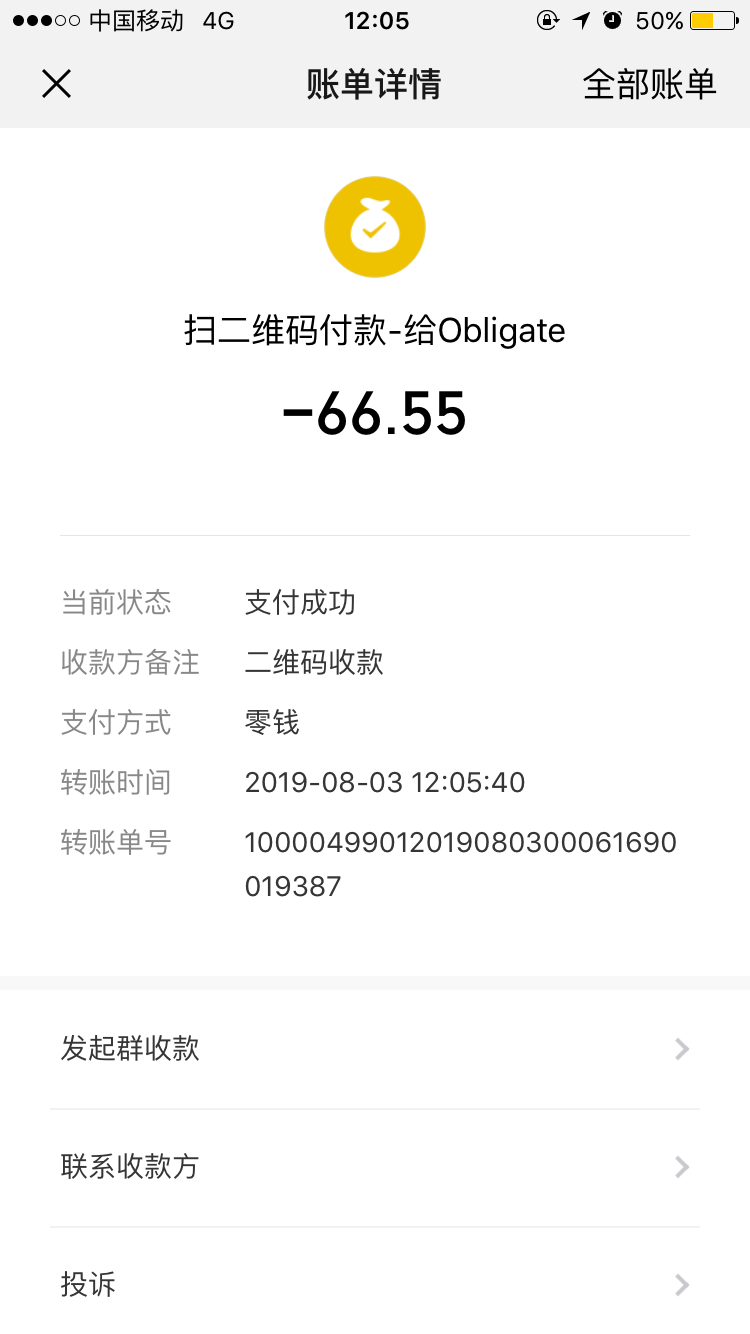 中国移动 4G 12:05 50%
账单详情 全部账单
扫二维码付款-给Obligate
-66.55
当前状态 支付成功
收款方备注 二维码收款
支付方式 零钱
转账时间 2019-08-03 12:05:40
转账单号 10000499012019080300061690
019387
发起群收款
联系收款方
投诉